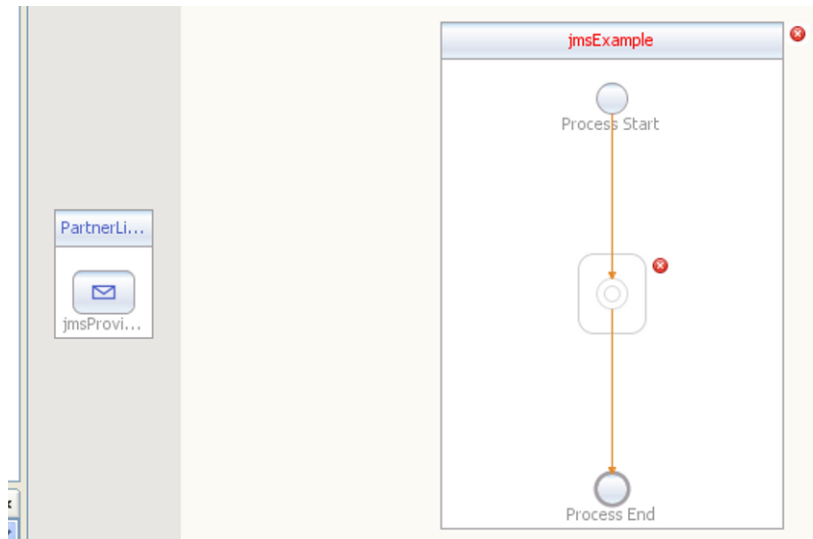 jmsExample
Process Start
PartnerLi...
jmsProvi...
Process End